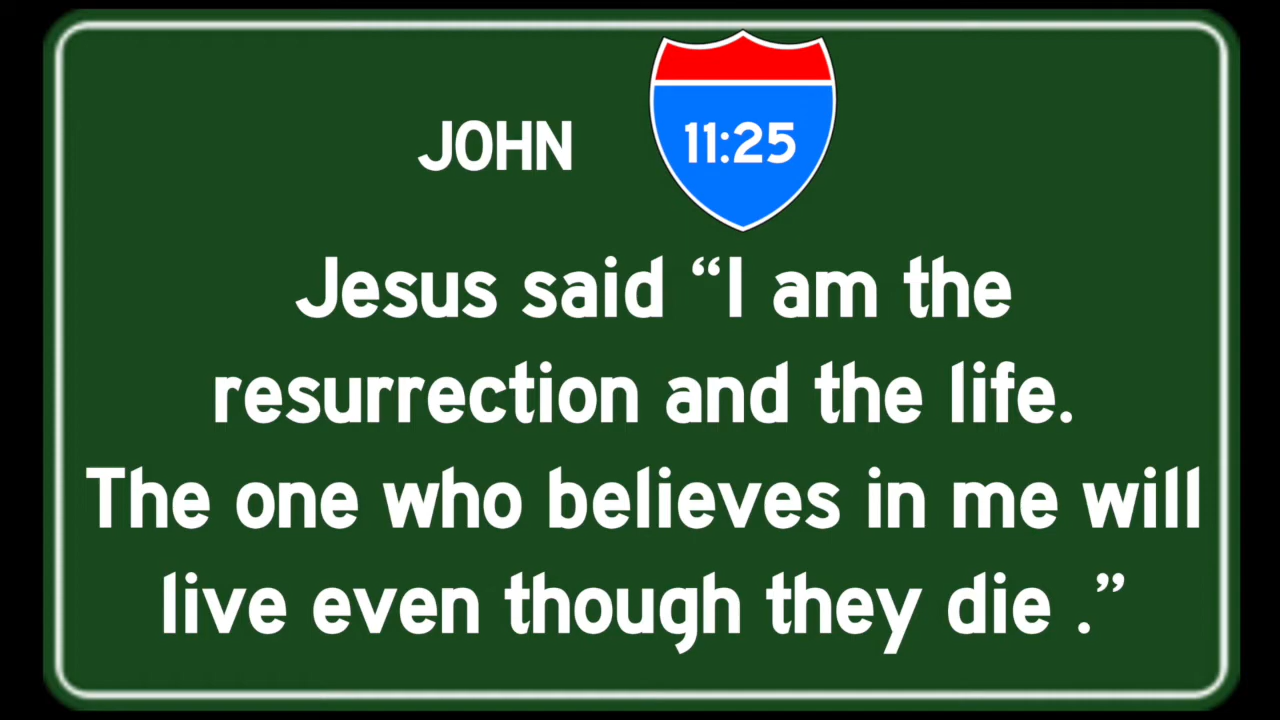 JOHN 11:25
Jesus said “I am the
resurrection and the life.
The one who believes in me will
live even though they die .”